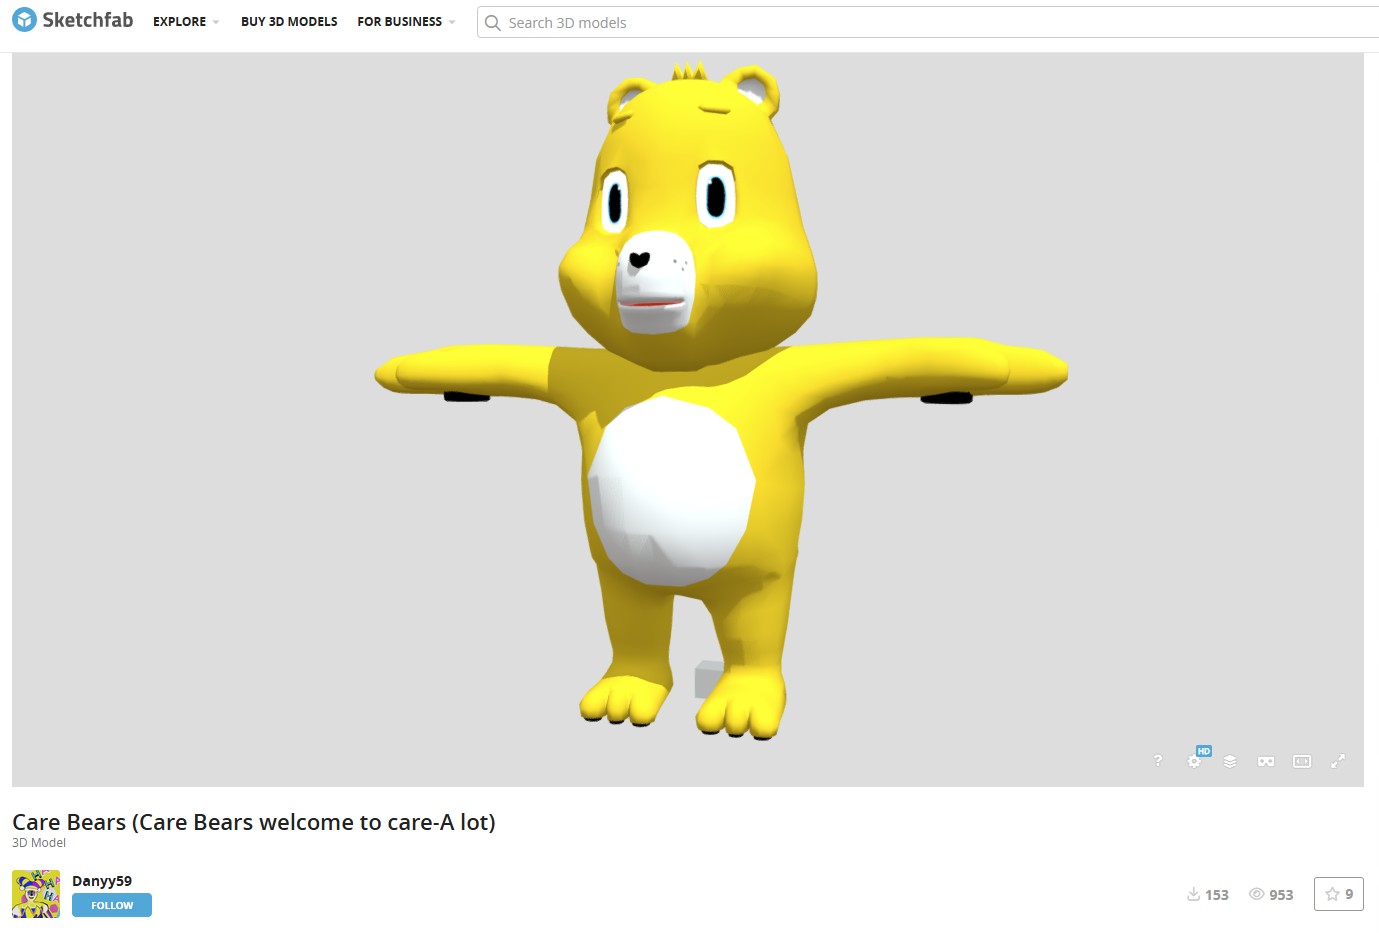 Sketchfab EXPLORE BUY 3D MODELS FOR BUSINESS Search 3D models
? HD
Care Bears (Care Bears welcome to care-A lot)
3D Model
Danyy59
FOLLOW
153 953 9